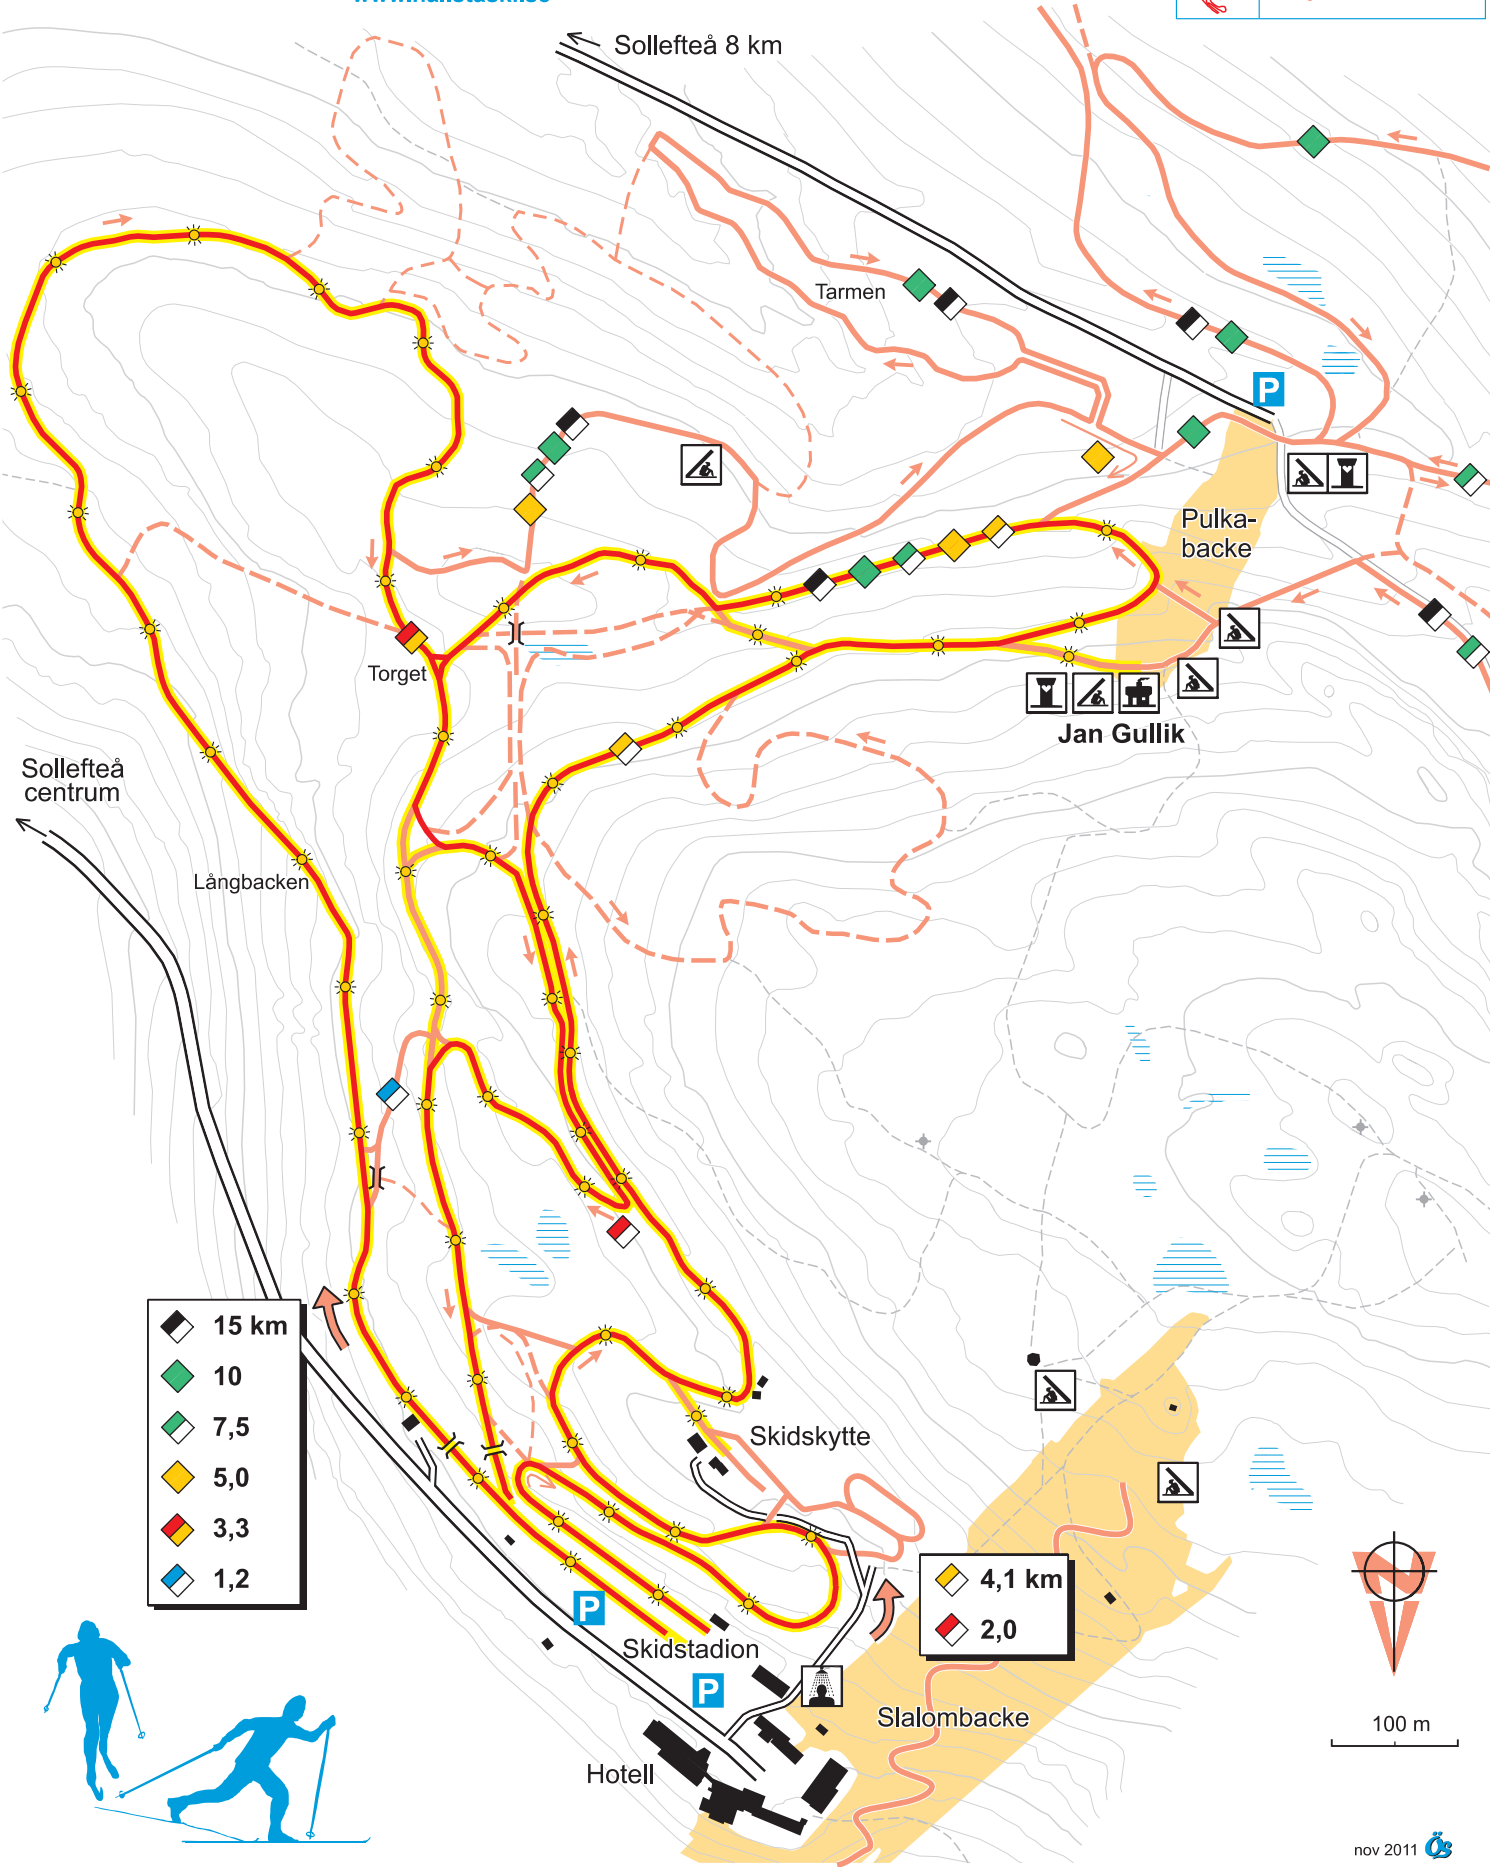 Sollefteå 8 km
Tarmen
P
Pulka-
backe
Torget
Jan Gullik
Sollefteå
centrum
Långbacken
15 km
10
7,5
5,0
3,3
1,2
Skidskytte
P
4,1 km
2,0
Skidstadion
P
Slalombacke
Hotell
N
100 m
nov 2011 Ös